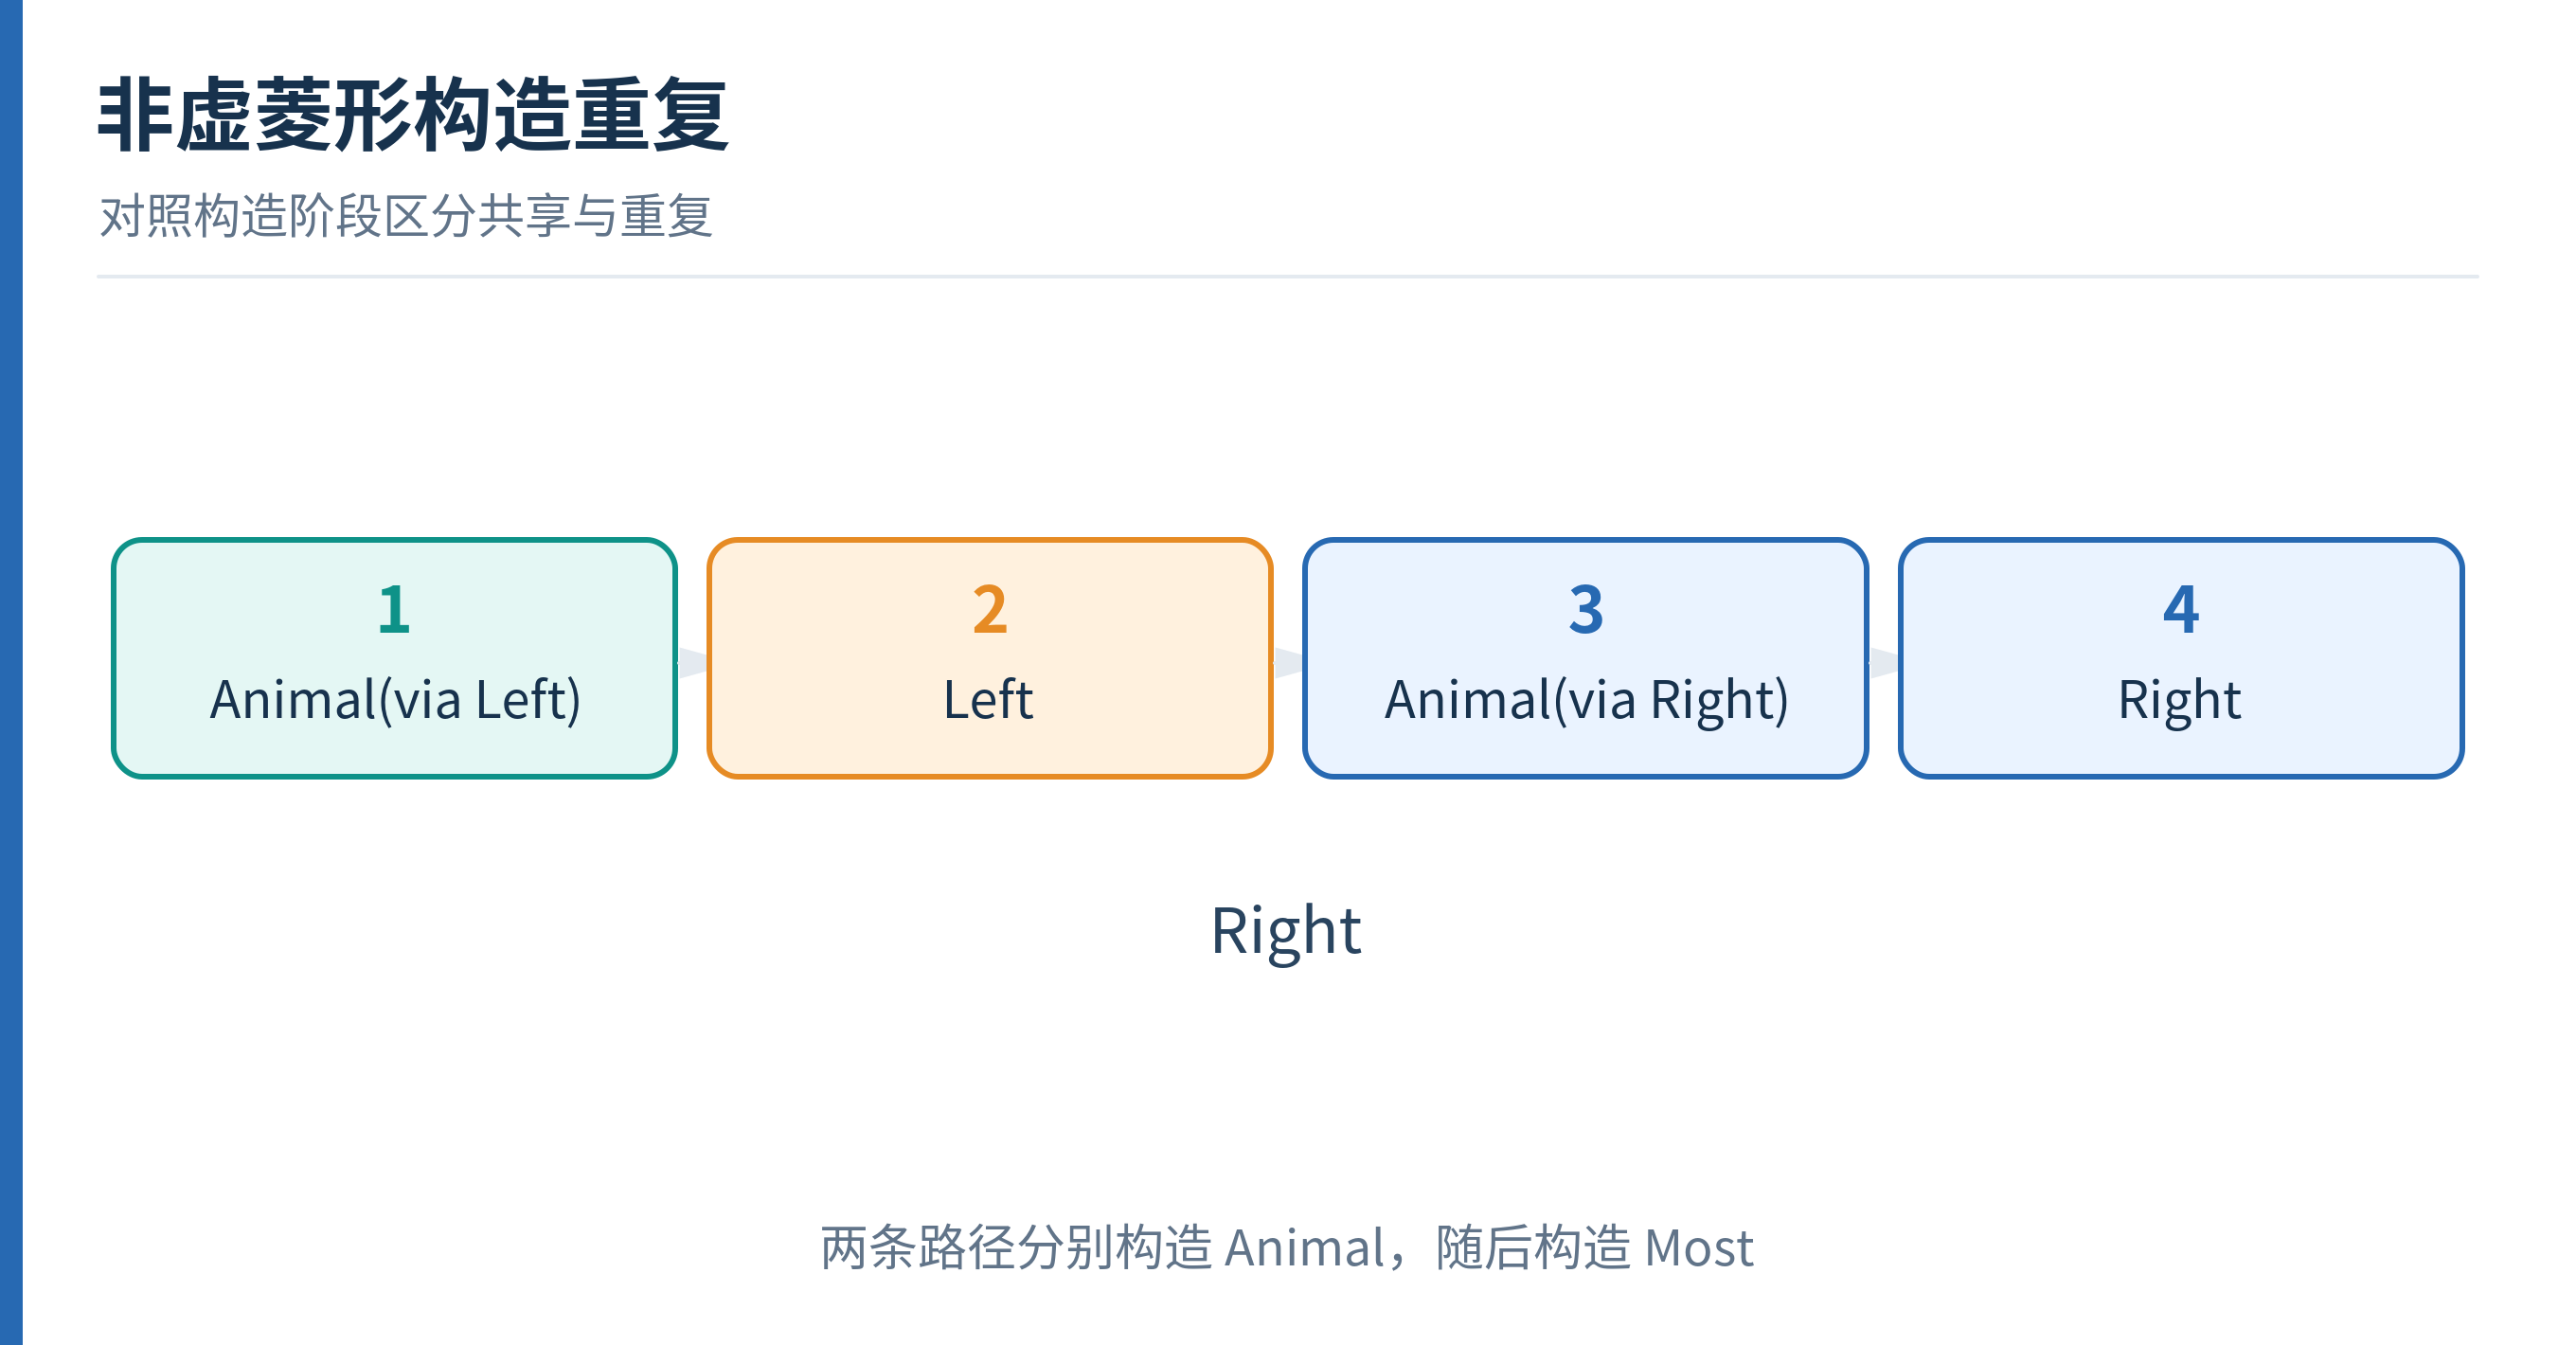 非虚菱形构造重复
对照构造阶段区分共享与重复
1
Animal(via Left)
2
Left
3
Animal(via Right)
4
Right
Right
两条路径分别构造 Animal，随后构造 Most